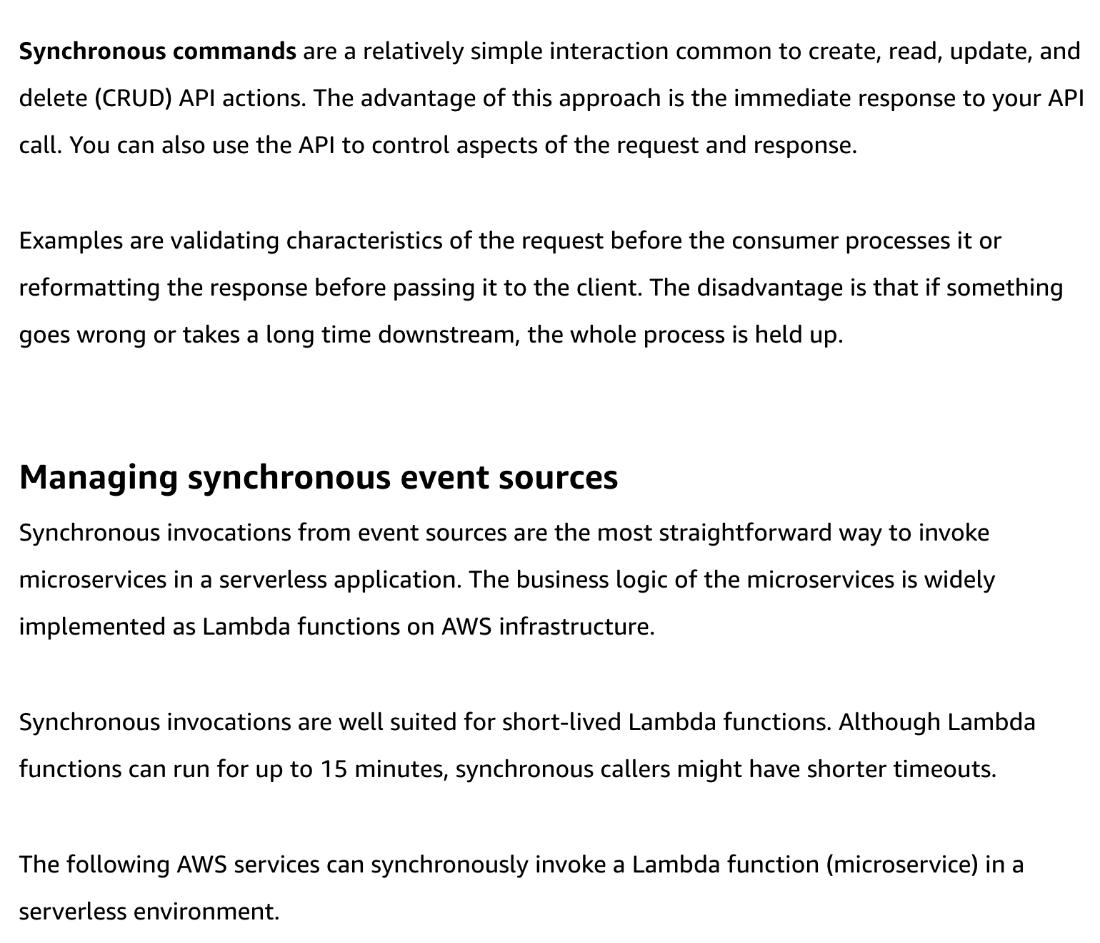 Synchronous commands are a relatively simple interaction common to create, read, update, and
delete (CRUD) API actions. The advantage of this approach is the immediate response to your API
call. You can also use the API to control aspects of the request and response.
Examples are validating characteristics of the request before the consumer processes it or
reformatting the response before passing it to the client. The disadvantage is that if something
goes wrong or takes a long time downstream, the whole process is held up.
Managing synchronous event sources
Synchronous invocations from event sources are the most straightforward way to invoke
microservices in a serverless application. The business logic of the microservices is widely
implemented as Lambda functions on AWS infrastructure.
Synchronous invocations are well suited for short-lived Lambda functions. Although Lambda
functions can run for up to 15 minutes, synchronous callers might have shorter timeouts.
The following AWS services can synchronously invoke a Lambda function (microservice) in a
serverless environment.